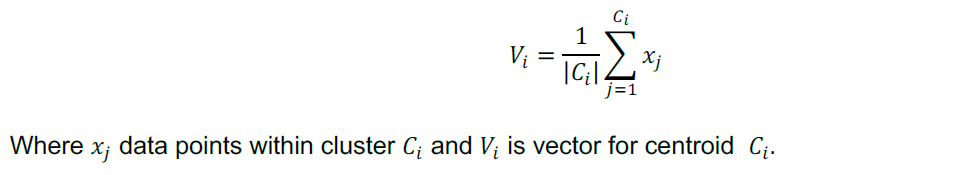 V_i = \frac{1}{|C_i|} \sum_{j=1}^{C_i} x_j
Where x_j data points within cluster C_i and V_i is vector for centroid C_i.